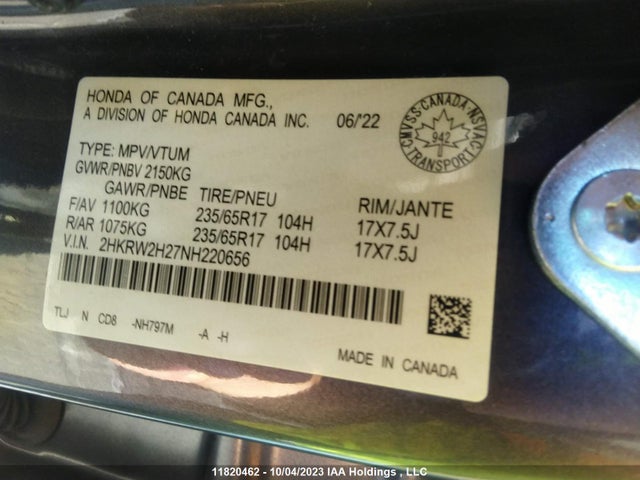 HONDA OF CANADA MFG.,
A DIVISION OF HONDA CANADA INC. 06/'22
CMVSS-CANADA-NSVAC
942
TRANSPORT
TYPE: MPV/VTUM
GVWR/PNBV 2150KG
GAWR/PNBE TIRE/PNEU RIM/JANTE
F/AV 1100KG 235/65R17 104H 17X7.5J
R/AR 1075KG 235/65R17 104H 17X7.5J
V.I.N. 2HKRW2H27NH220656
TLJ N CD8 -NH797M -A -H
MADE IN CANADA
11820462 - 10/04/2023 IAA Holdings , LLC